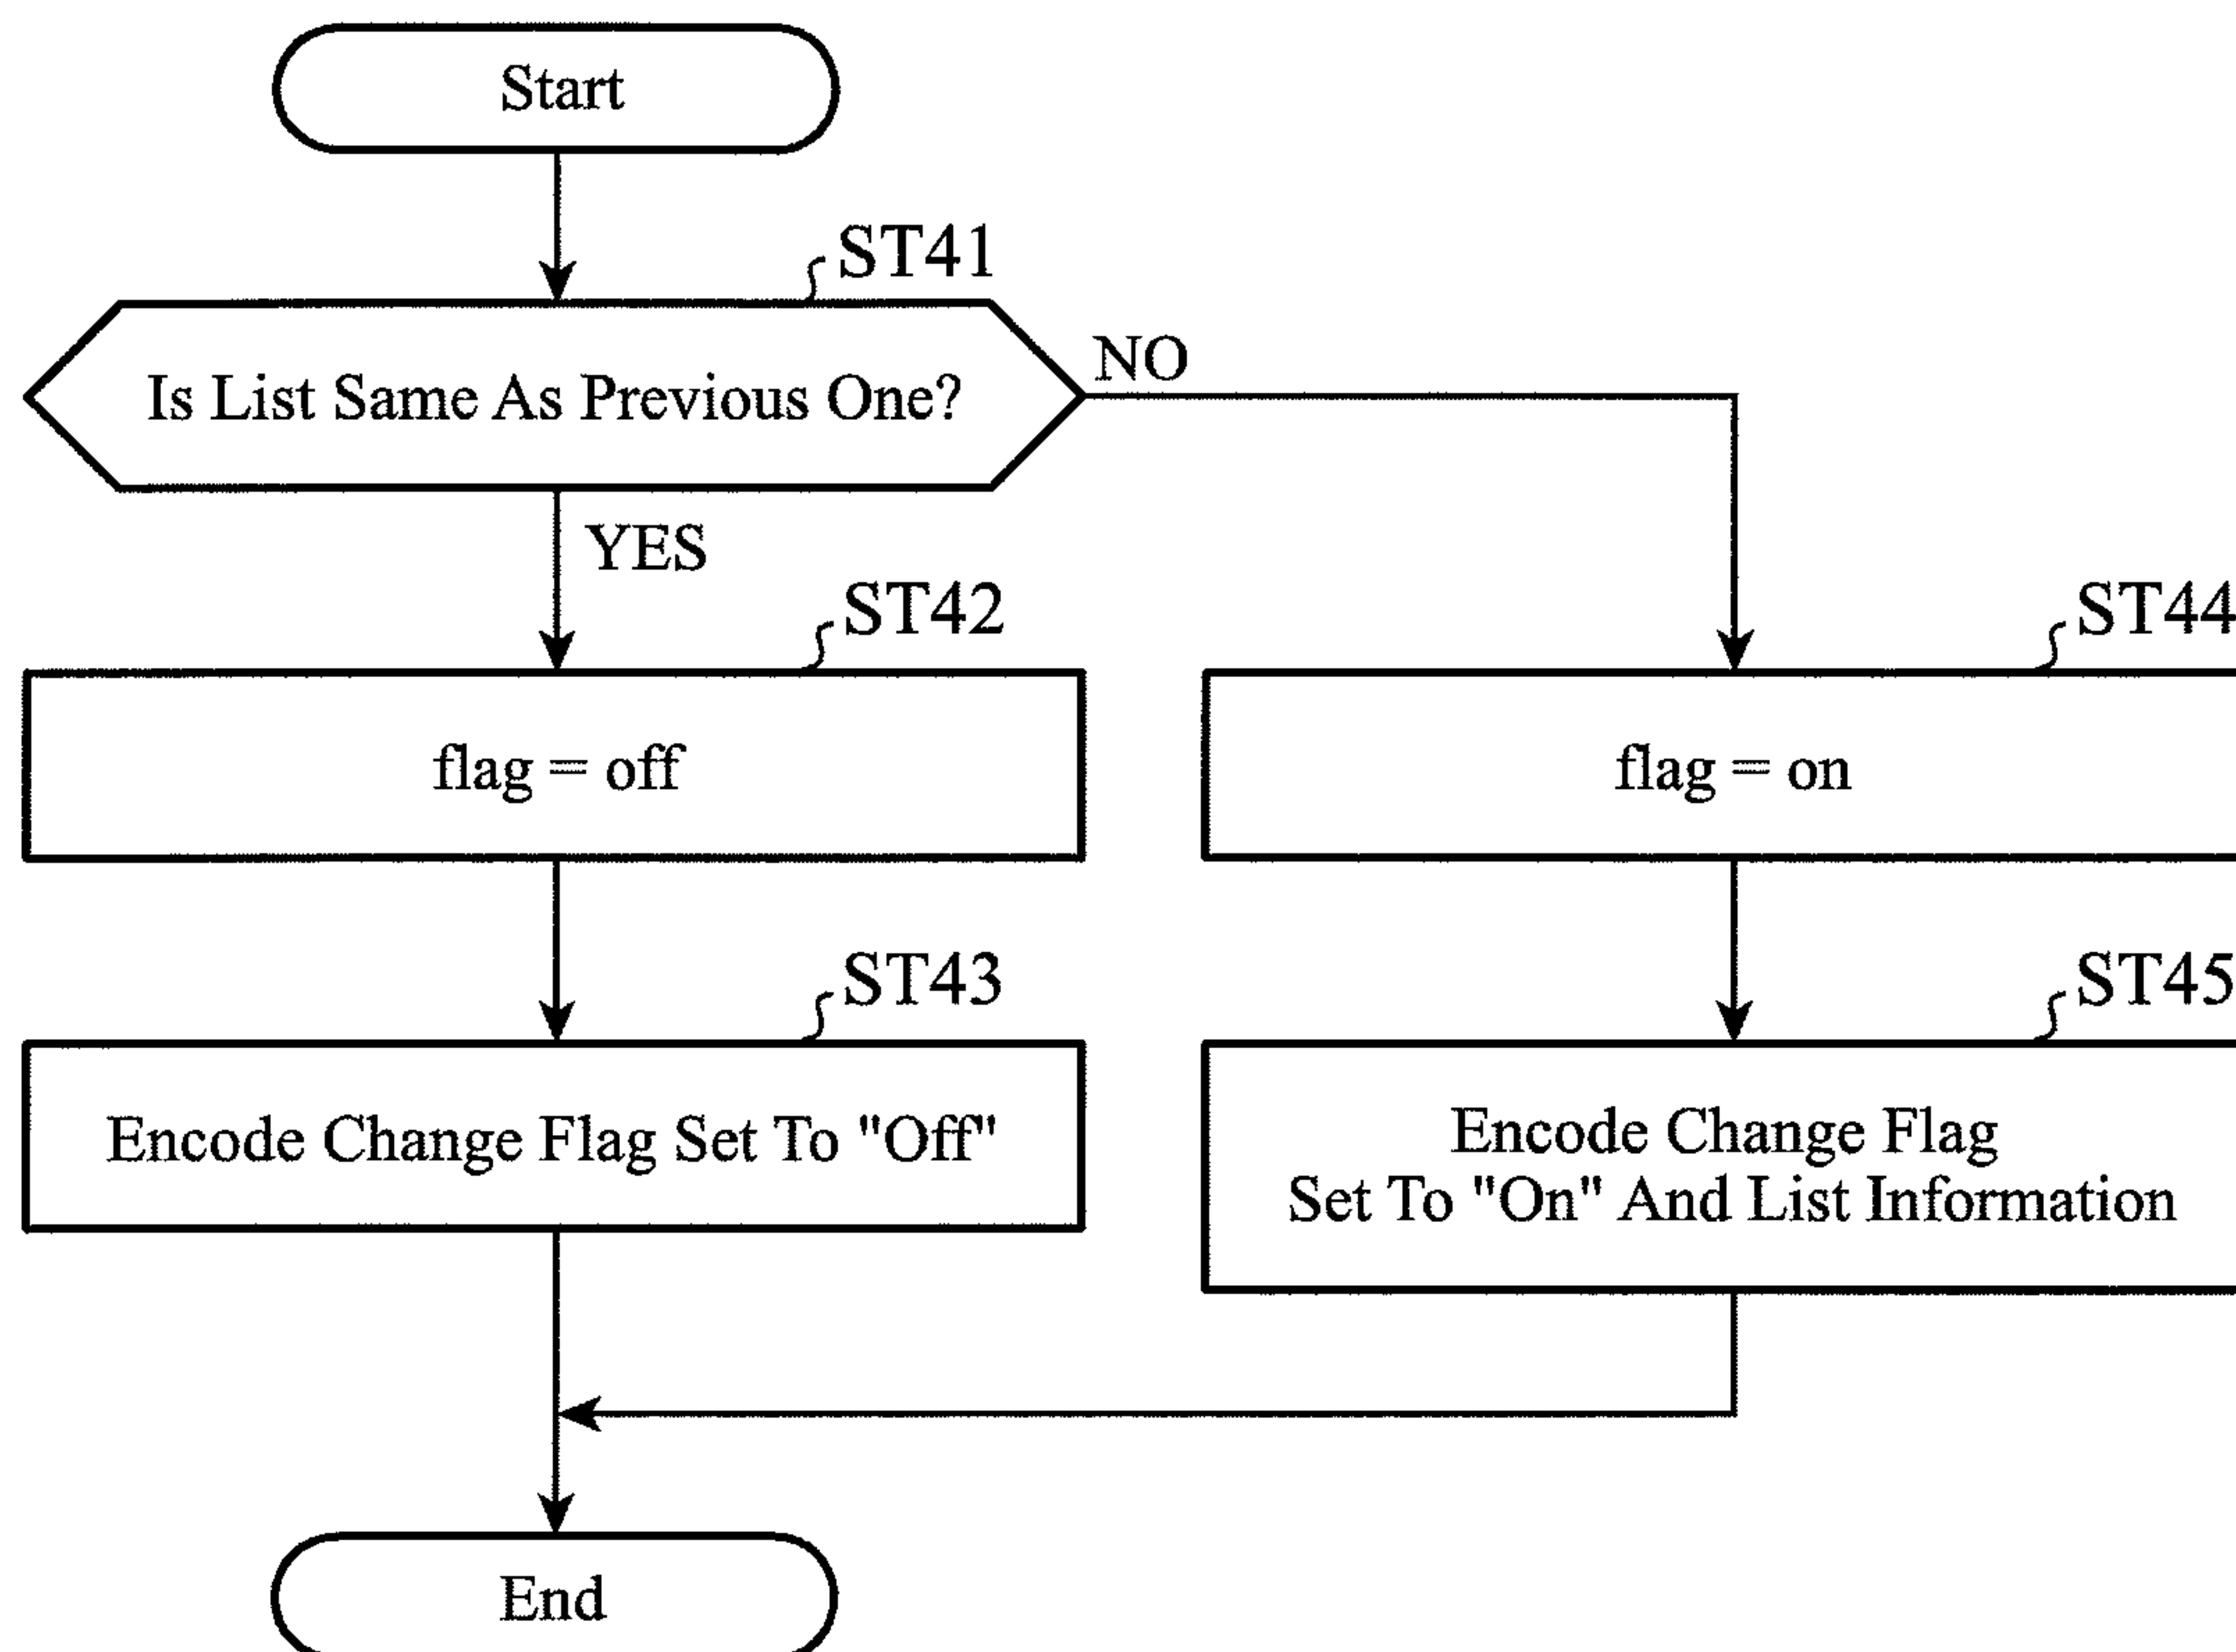 Start
ST41
Is List Same As Previous One?
NO
YES
ST42
flag = off
ST44
flag = on
ST43
Encode Change Flag Set To "Off"
ST45
Encode Change Flag
Set To "On" And List Information
End